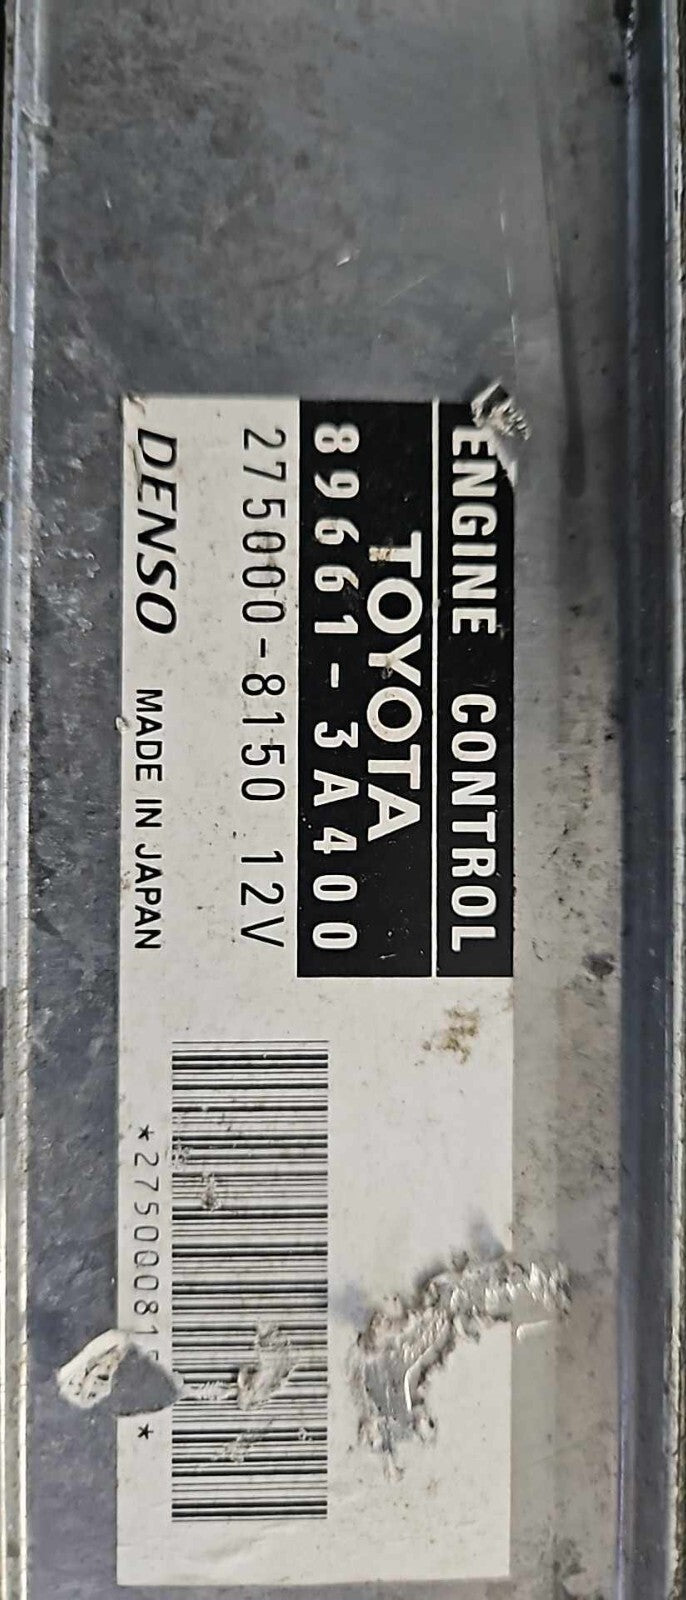 ENGINE CONTROL
TOYOTA
89661-3A400
275000-8150 12V
DENSO MADE IN JAPAN